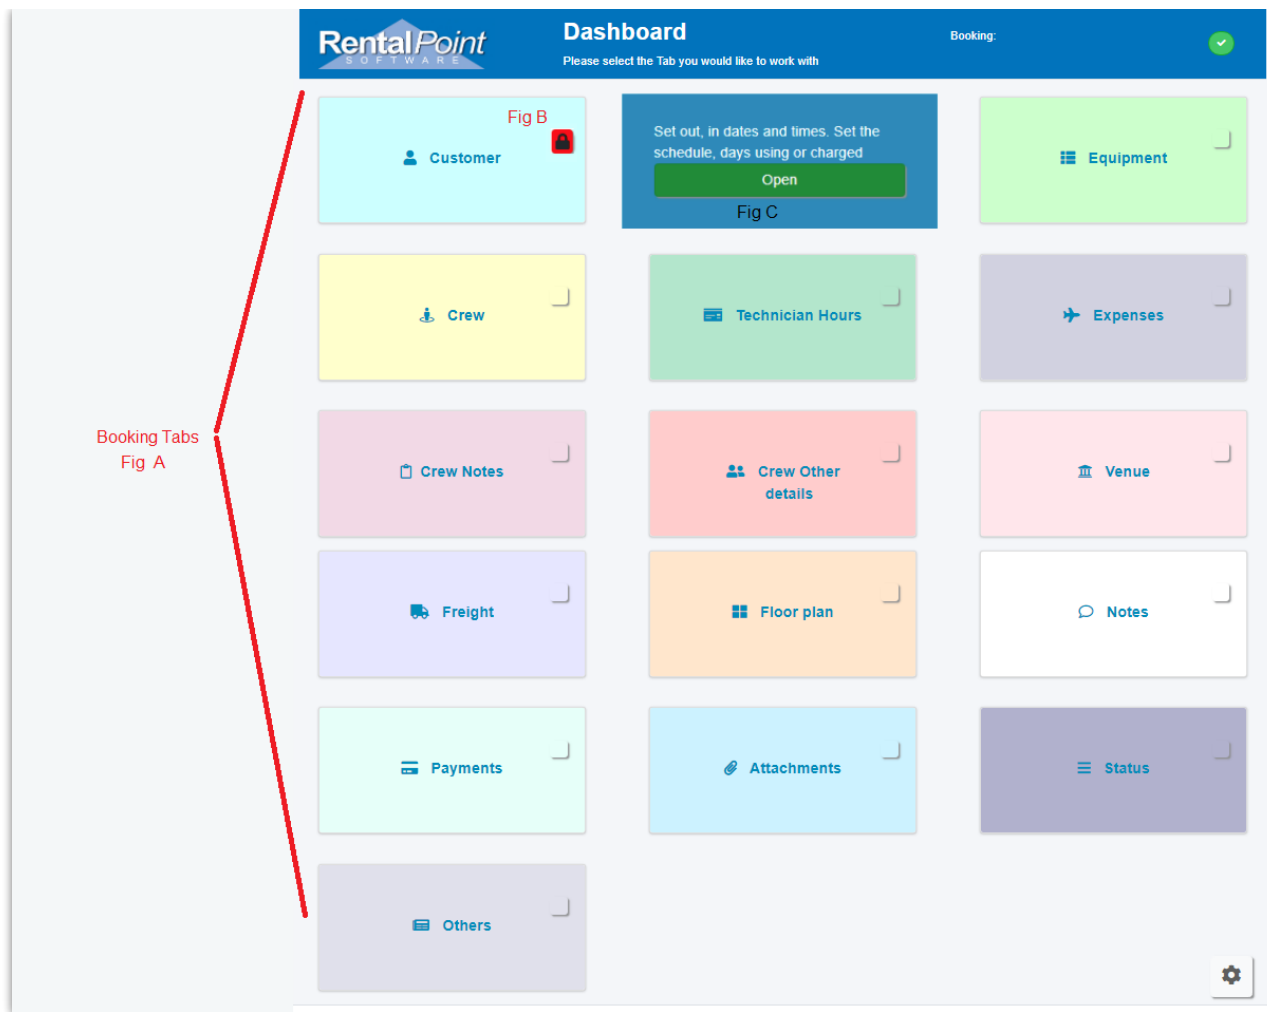 RentalPoint
SOFTWARE
Dashboard
Please select the Tab you would like to work with
Booking:
Fig B
Customer
Set out, in dates and times. Set the
schedule, days using or charged
Open
Fig C
Equipment
Crew
Technician Hours
Expenses
Booking Tabs
Fig A
Crew Notes
Crew Other
details
Venue
Freight
Floor plan
Notes
Payments
Attachments
Status
Others